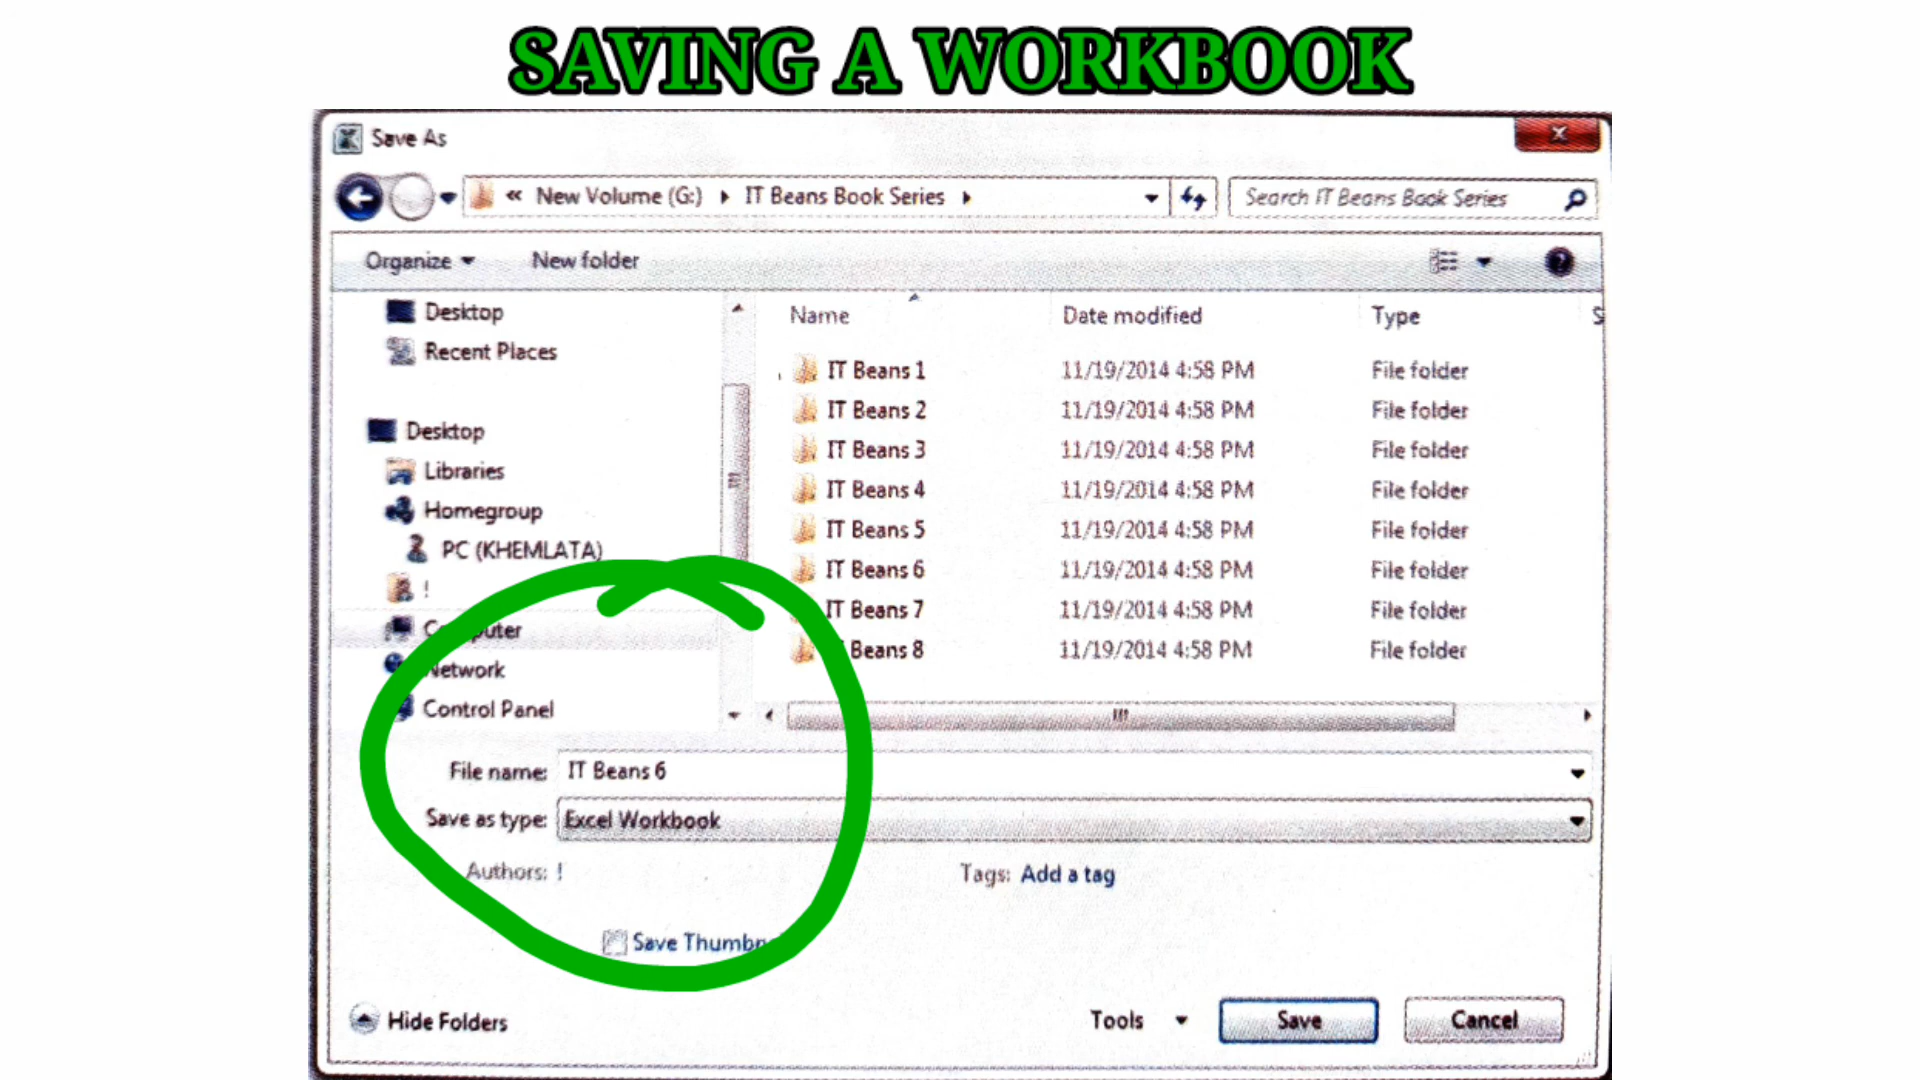 SAVING A WORKBOOK
Save As
« New Volume (G:) IT Beans Book Series
Search IT Beans Book Series
Organize New folder
Desktop
Recent Places
Desktop
Libraries
Homegroup
PC (KHEMLATA)
!
Network
Control Panel
Name Date modified Type S
IT Beans 1 11/19/2014 4:58 PM File folder
IT Beans 2 11/19/2014 4:58 PM File folder
IT Beans 3 11/19/2014 4:58 PM File folder
IT Beans 4 11/19/2014 4:58 PM File folder
IT Beans 5 11/19/2014 4:58 PM File folder
IT Beans 6 11/19/2014 4:58 PM File folder
IT Beans 7 11/19/2014 4:58 PM File folder
Beans 8 11/19/2014 4:58 PM File folder
File name: IT Beans 6
Save as type: Excel Workbook
Authors: ! Tags: Add a tag
Save
Hide Folders
Tools Save Cancel